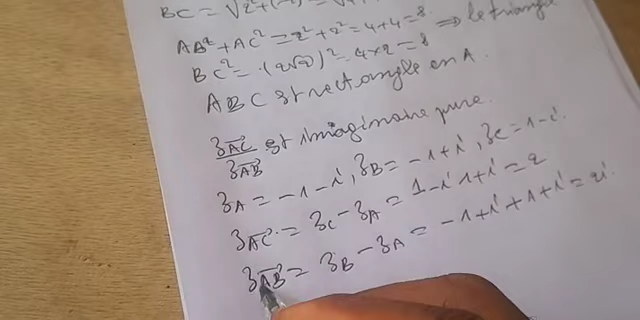 BC = √2²+(-
AB² + AC² = 2² + 2² = 4 + 4 = 8.
BC² = (2√2)² = 4×2 = 8 ⇒ le triangle
ABC est rectangle en A.
z_AC / z_AB est imaginaire pure.
z_A = -1-i, z_B = -1+i, z_C = 1-i.
z_AC = z_C - z_A = 1-i 1+i = 2
z_AB = z_B - z_A = -1+i+1+i = 2i.